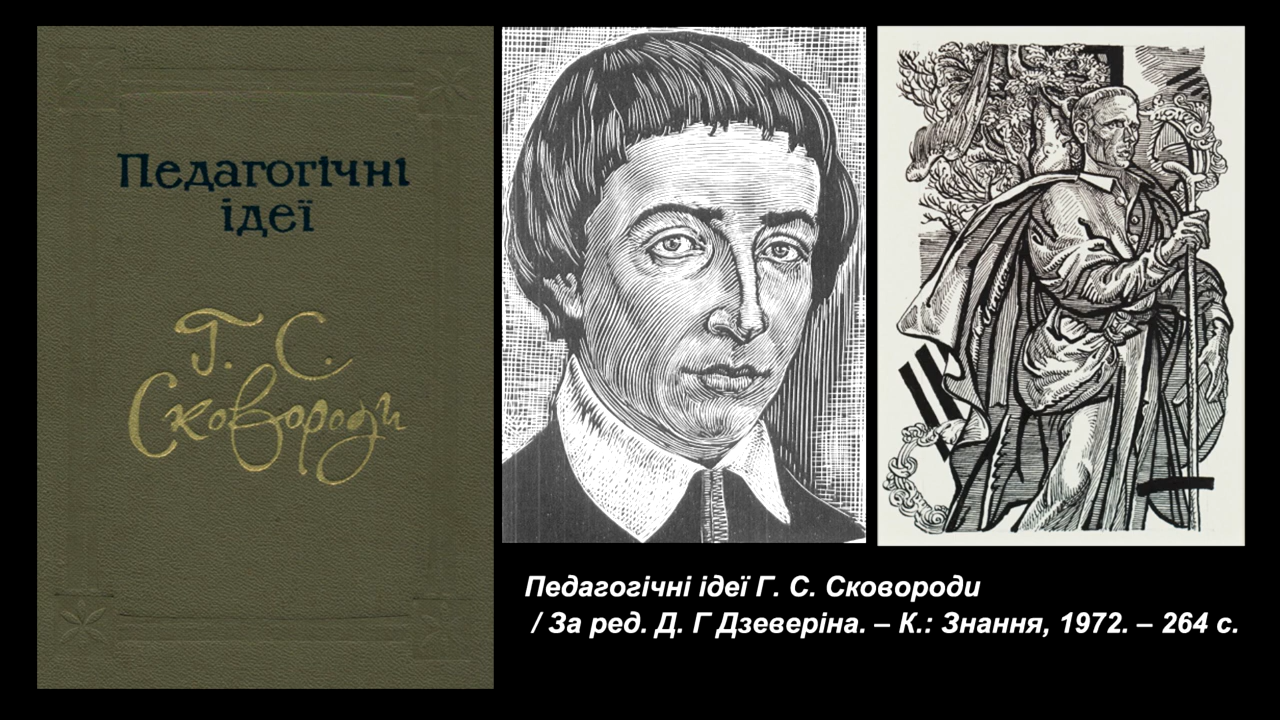 Педагогічні
ідеї
Г. С.
Сковороди
Педагогічні ідеї Г. С. Сковороди
/ За ред. Д. Г Дзеверіна. – К.: Знання, 1972. – 264 с.